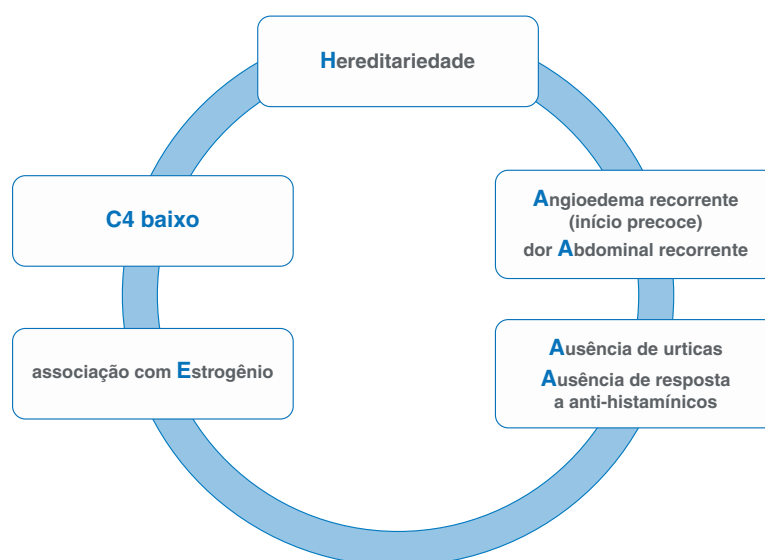 Hereditariedade
Angioedema recorrente
(início precoce)
dor Abdominal recorrente
Ausência de urticas
Ausência de resposta
a anti-histamínicos
associação com Estrogênio
C4 baixo